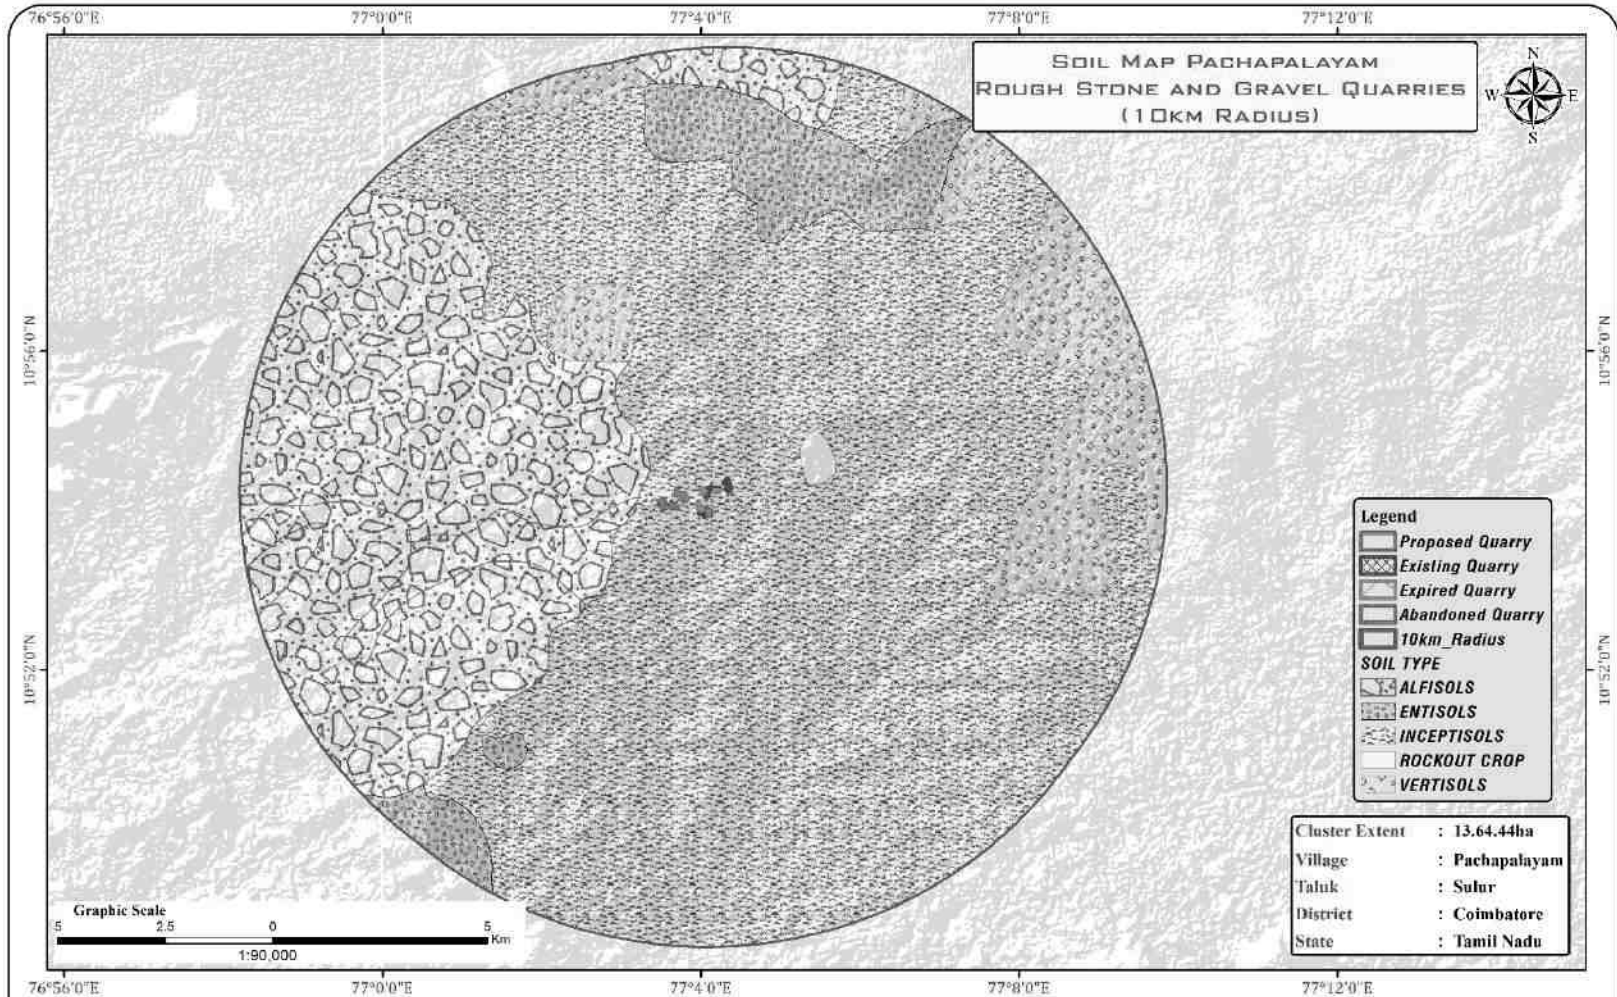 76°56'0"E 77°0'0"E 77°4'0"E 77°8'0"E 77°12'0"E
SOIL MAP PACHAPALAYAM
ROUGH STONE AND GRAVEL QUARRIES
(10KM RADIUS)
N
W E
S
10°56'0"N 10°56'0"N
10°52'0"N 10°52'0"N
Legend
Proposed Quarry
Existing Quarry
Expired Quarry
Abandoned Quarry
10km_Radius
SOIL TYPE
ALFISOLS
ENTISOLS
INCEPTISOLS
ROCKOUT CROP
VERTISOLS
Cluster Extent : 13.64.44ha
Village : Pachapalayam
Taluk : Sulur
District : Coimbatore
State : Tamil Nadu
Graphic Scale
5 2.5 0 5
Km
1:90,000
76°56'0"E 77°0'0"E 77°4'0"E 77°8'0"E 77°12'0"E